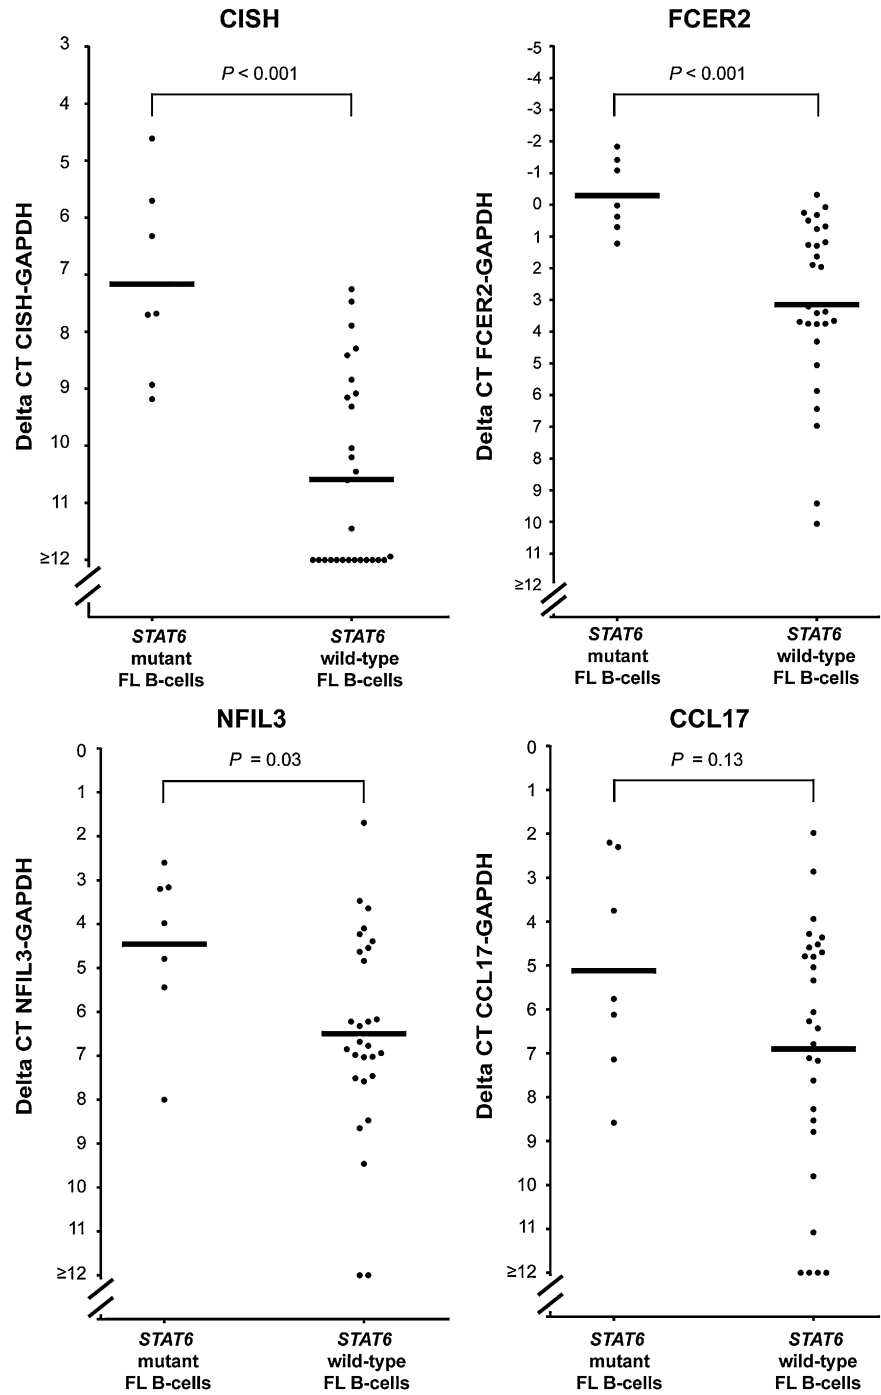 CISH
3
4
5
6
7
8
9
10
11
≥12
Delta CT CISH-GAPDH
P < 0.001
STAT6
mutant
FL B-cells
STAT6
wild-type
FL B-cells
FCER2
-5
-4
-3
-2
-1
0
1
2
3
4
5
6
7
8
9
10
11
≥12
Delta CT FCER2-GAPDH
P < 0.001
STAT6
mutant
FL B-cells
STAT6
wild-type
FL B-cells
NFIL3
0
1
2
3
4
5
6
7
8
9
10
11
≥12
Delta CT NFIL3-GAPDH
P = 0.03
STAT6
mutant
FL B-cells
STAT6
wild-type
FL B-cells
CCL17
0
1
2
3
4
5
6
7
8
9
10
11
≥12
Delta CT CCL17-GAPDH
P = 0.13
STAT6
mutant
FL B-cells
STAT6
wild-type
FL B-cells